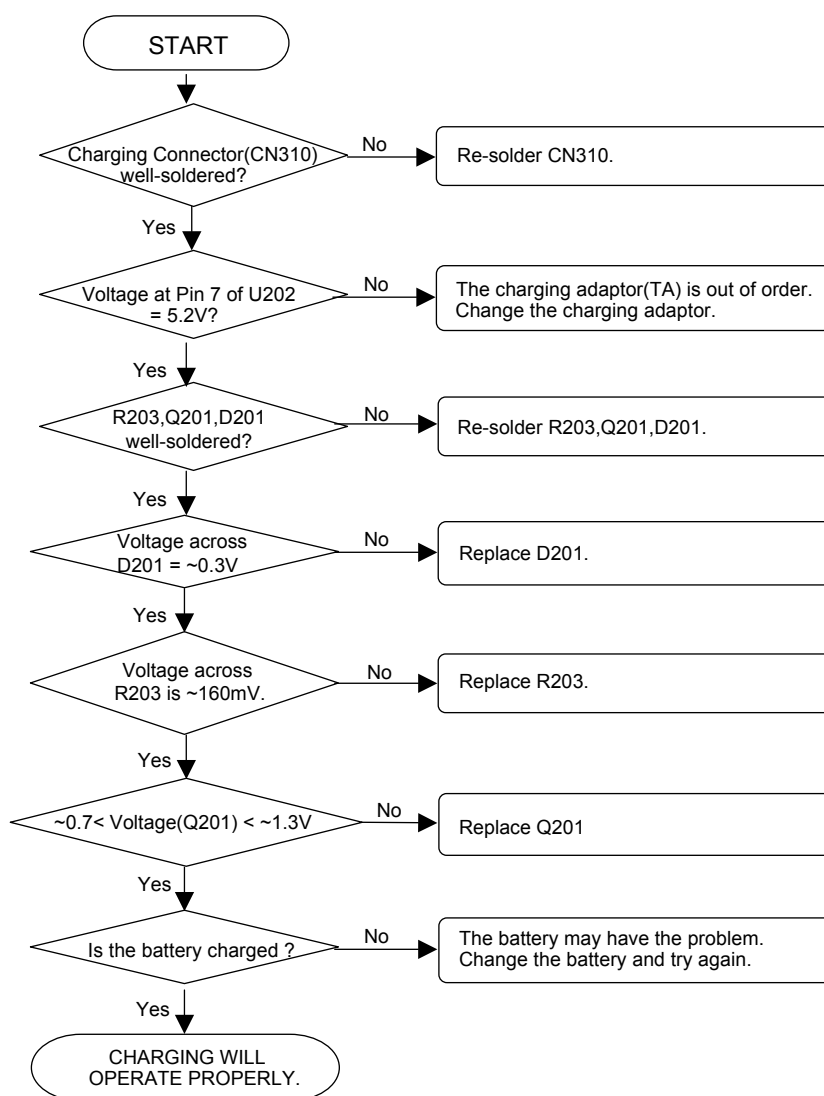 START
Charging Connector(CN310)
well-soldered?
No
Re-solder CN310.
Yes
Voltage at Pin 7 of U202
= 5.2V?
No
The charging adaptor(TA) is out of order.
Change the charging adaptor.
Yes
R203,Q201,D201
well-soldered?
No
Re-solder R203,Q201,D201.
Yes
Voltage across
D201 = ~0.3V
No
Replace D201.
Yes
Voltage across
R203 is ~160mV.
No
Replace R203.
Yes
~0.7< Voltage(Q201) < ~1.3V
No
Replace Q201
Yes
Is the battery charged ?
No
The battery may have the problem.
Change the battery and try again.
Yes
CHARGING WILL
OPERATE PROPERLY.